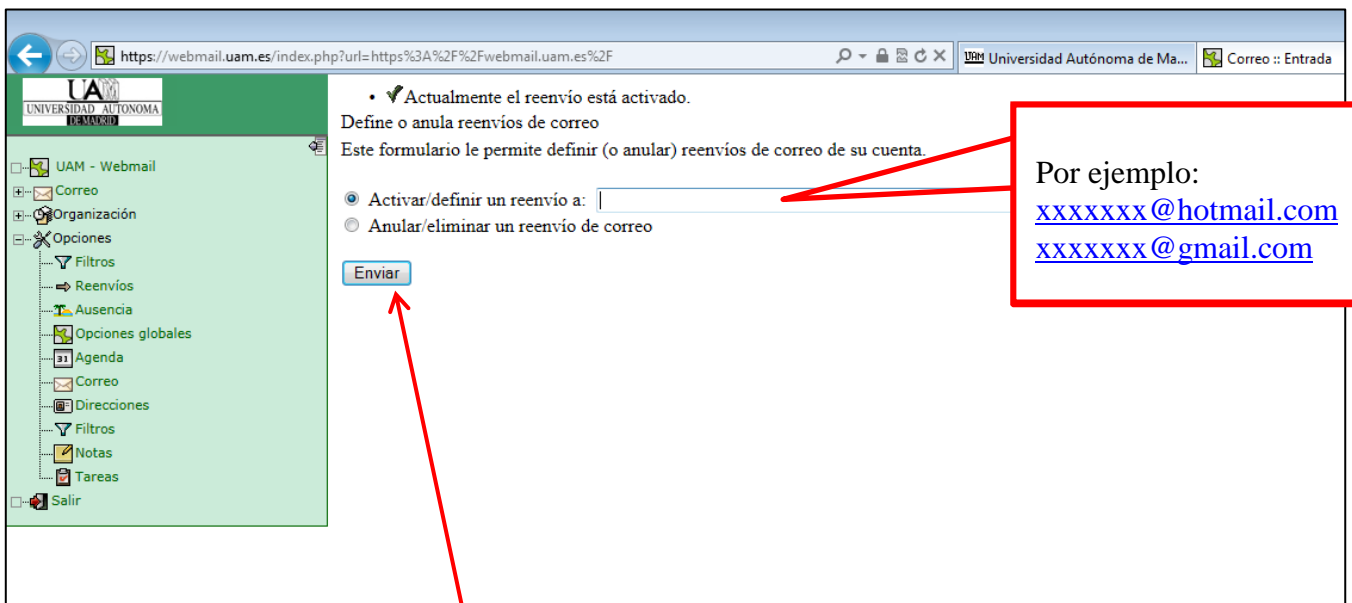 https://webmail.uam.es/index.php?url=https%3A%2F%2Fwebmail.uam.es%2F
Universidad Autónoma de Ma...
Correo :: Entrada
UAM
UNIVERSIDAD AUTONOMA
DE MADRID
UAM - Webmail
Correo
Organización
Opciones
Filtros
Reenvíos
Ausencia
Opciones globales
31 Agenda
Correo
Direcciones
Filtros
Notas
Tareas
Salir
• Actualmente el reenvío está activado.
Define o anula reenvíos de correo
Este formulario le permite definir (o anular) reenvíos de correo de su cuenta.
Activar/definir un reenvío a:
Anular/eliminar un reenvío de correo
Enviar
Por ejemplo:
xxxxxxx@hotmail.com
xxxxxxx@gmail.com